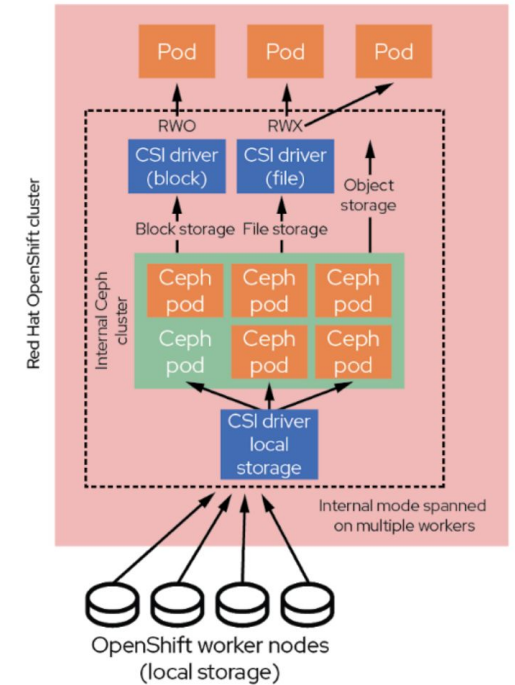 Pod
Pod
Pod
RWO
RWX
CSI driver
(block)
CSI driver
(file)
Object
storage
Block storage
File storage
Red Hat OpenShift cluster
Internal Ceph
cluster
Ceph
pod
Ceph
pod
Ceph
pod
Ceph
pod
Ceph
pod
Ceph
pod
CSI driver
local
storage
Internal mode spanned
on multiple workers
OpenShift worker nodes
(local storage)